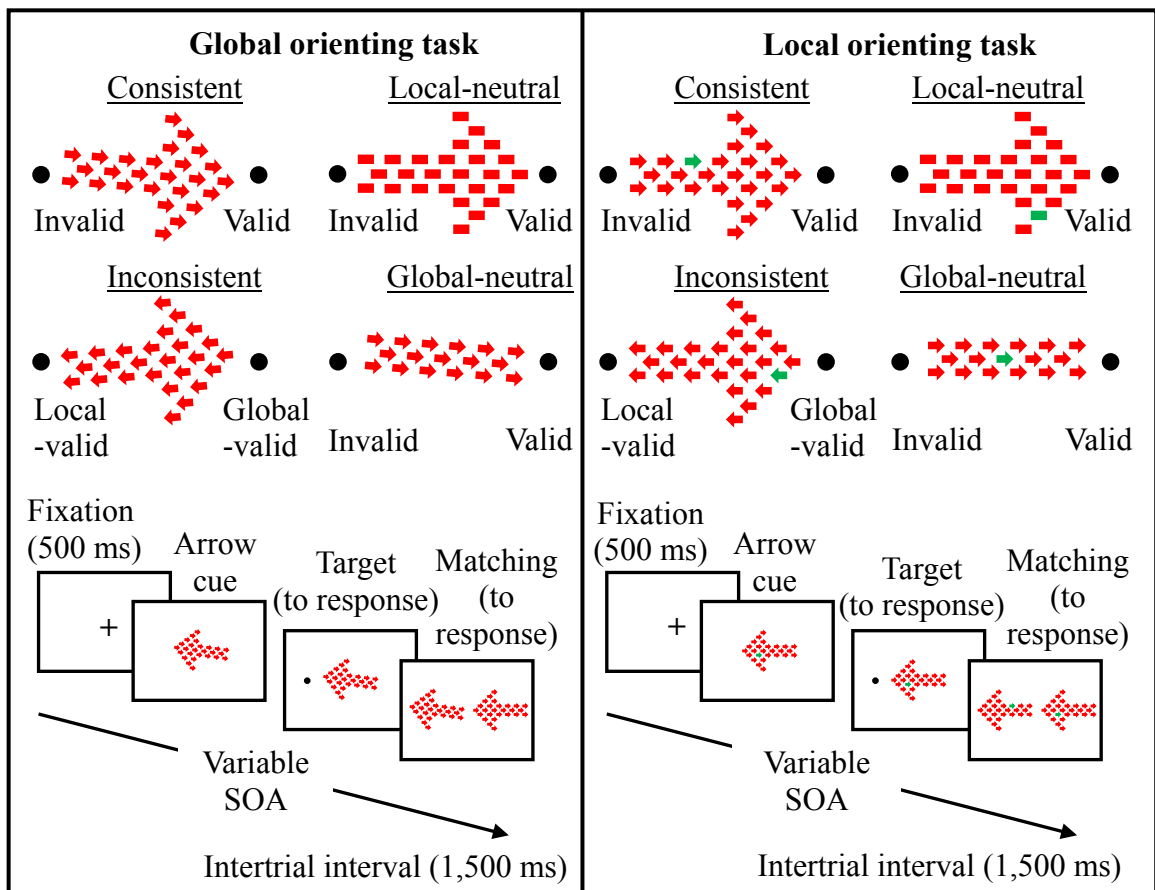 Global orienting task
Consistent
Local-neutral
Invalid
Valid
Invalid
Valid
Inconsistent
Global-neutral
Local
-valid
Global
-valid
Invalid
Valid
Fixation
(500 ms)
Arrow
cue
Target
(to response)
Matching
(to
response)
+
Variable
SOA
Intertrial interval (1,500 ms)
Local orienting task
Consistent
Local-neutral
Invalid
Valid
Invalid
Valid
Inconsistent
Global-neutral
Local
-valid
Global
-valid
Invalid
Valid
Fixation
(500 ms)
Arrow
cue
Target
(to response)
Matching
(to
response)
+
Variable
SOA
Intertrial interval (1,500 ms)